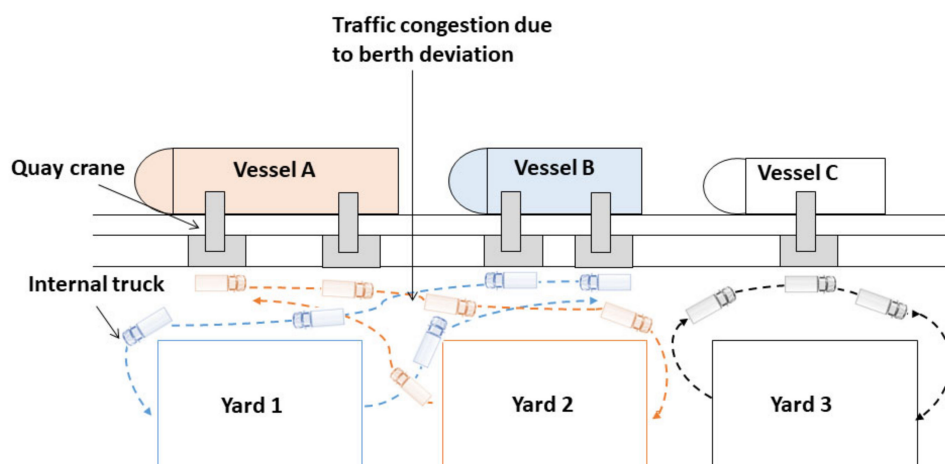 Traffic congestion due
to berth deviation
Quay crane
Vessel A
Vessel B
Vessel C
Internal truck
Yard 1
Yard 2
Yard 3